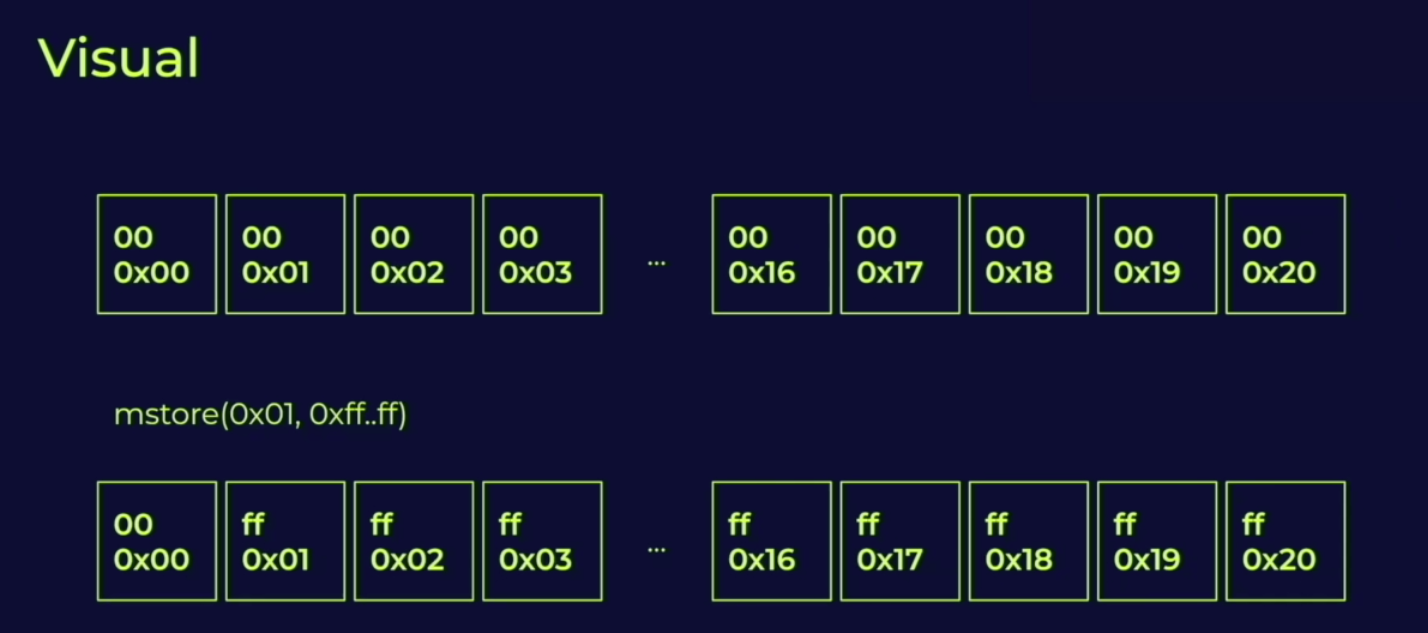 Visual
00 00 00 00 00 00 00 00 00
0x00 0x01 0x02 0x03 ... 0x16 0x17 0x18 0x19 0x20
mstore(0x01, 0xff..ff)
00 ff ff ff ff ff ff ff ff
0x00 0x01 0x02 0x03 ... 0x16 0x17 0x18 0x19 0x20